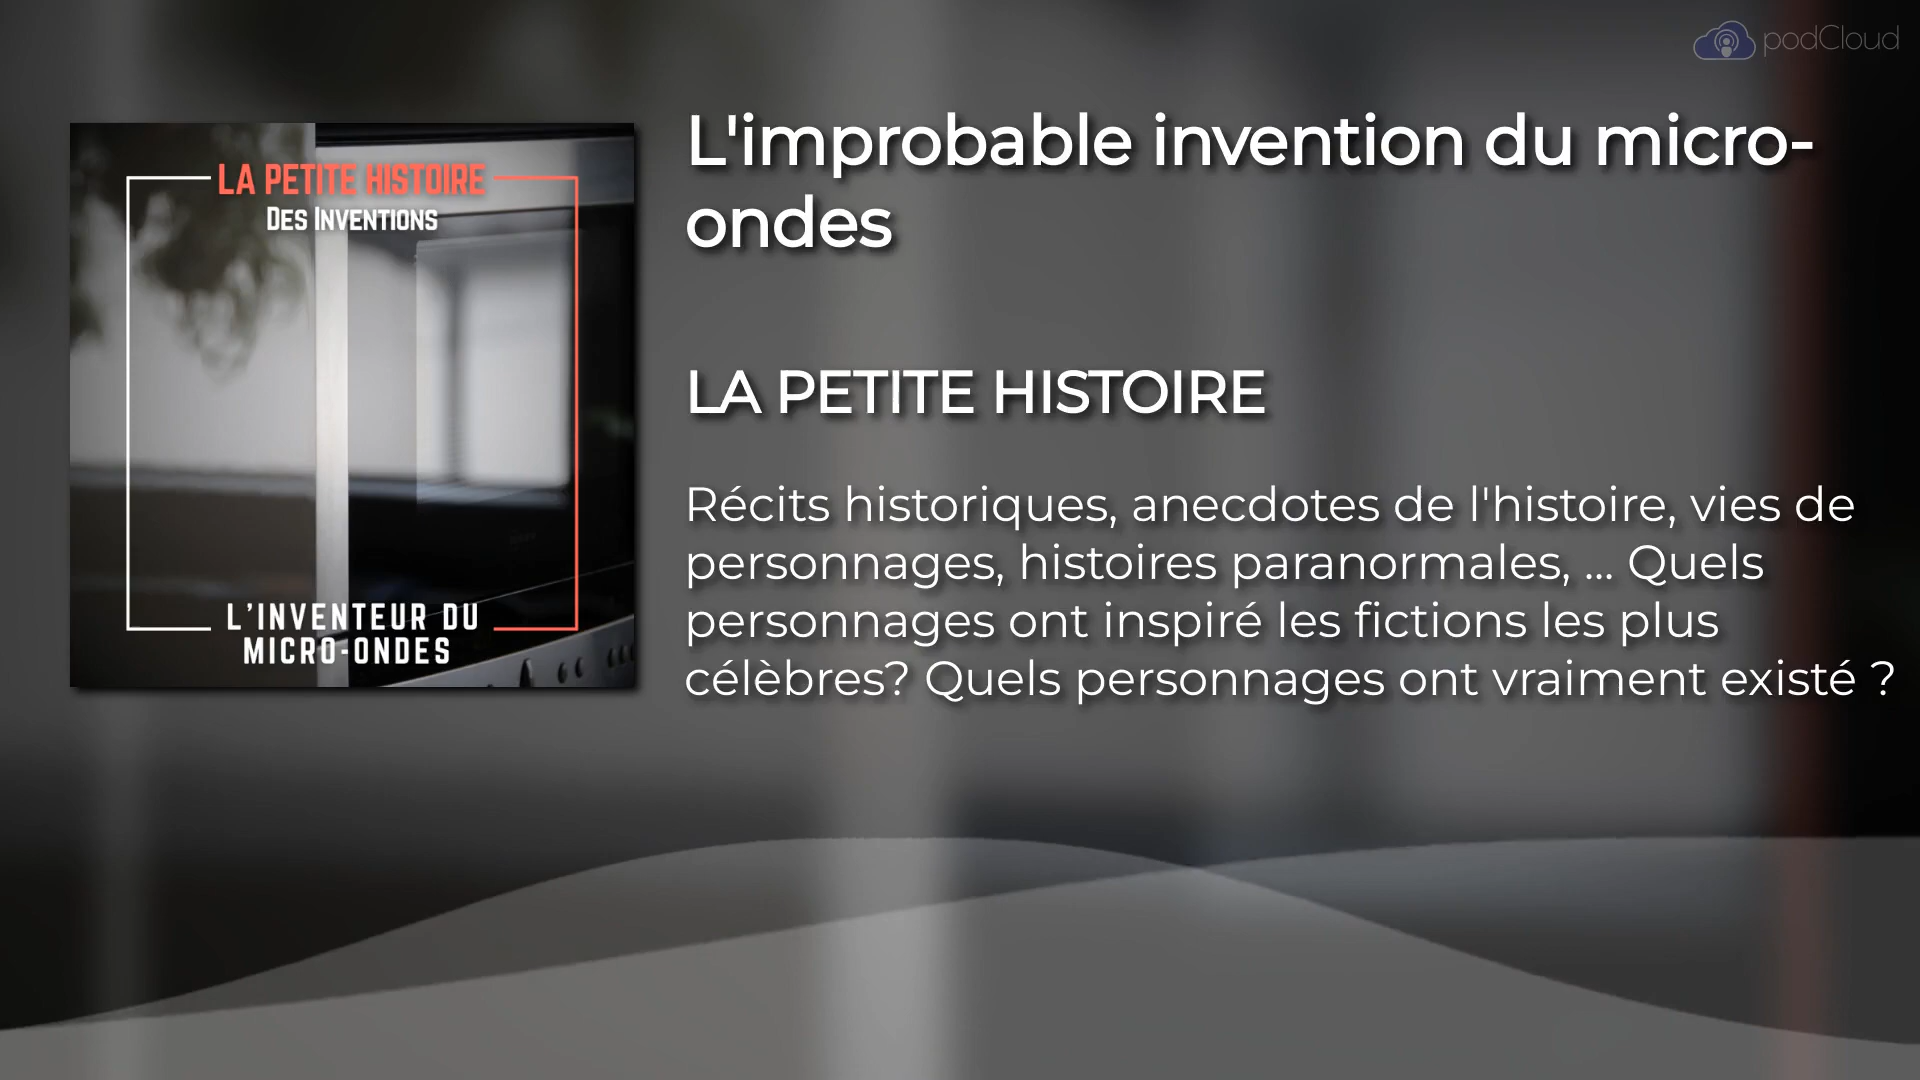 podCloud
L'improbable invention du micro-
ondes
LA PETITE HISTOIRE
DES INVENTIONS
L'INVENTEUR DU
MICRO-ONDES
LA PETITE HISTOIRE
Récits historiques, anecdotes de l'histoire, vies de
personnages, histoires paranormales, ... Quels
personnages ont inspiré les fictions les plus
célèbres? Quels personnages ont vraiment existé ?